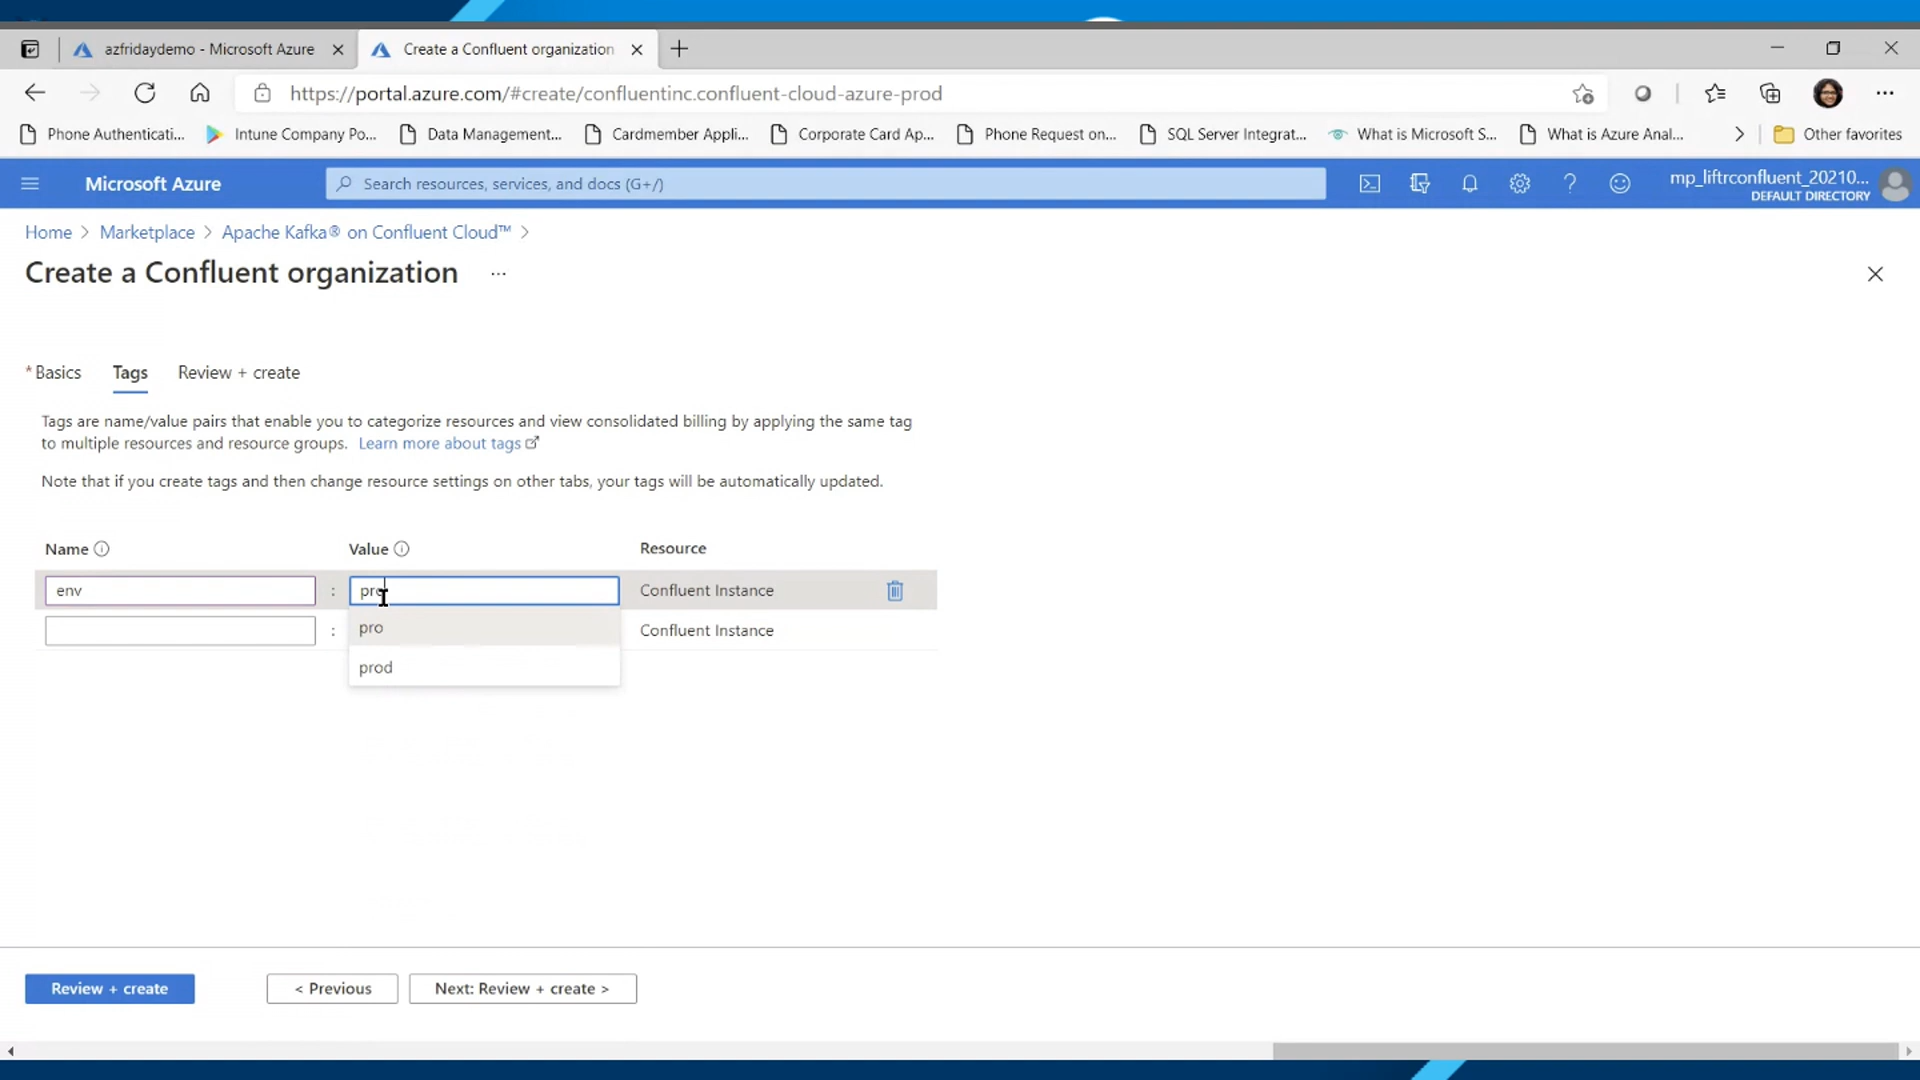 azfridaydemo - Microsoft Azure
Create a Confluent organization
https://portal.azure.com/#create/confluentinc.confluent-cloud-azure-prod
Phone Authenticati...
Intune Company Po...
Data Management...
Cardmember Appli...
Corporate Card Ap...
Phone Request on...
SQL Server Integrat...
What is Microsoft S...
What is Azure Anal...
Other favorites
Microsoft Azure
Search resources, services, and docs (G+/)
mp_liftrconfluent_20210...
DEFAULT DIRECTORY
Home > Marketplace > Apache Kafka® on Confluent Cloud™ >
Create a Confluent organization ...
* Basics
Tags
Review + create
Tags are name/value pairs that enable you to categorize resources and view consolidated billing by applying the same tag
to multiple resources and resource groups. Learn more about tags
Note that if you create tags and then change resource settings on other tabs, your tags will be automatically updated.
Name
Value
Resource
env : pro Confluent Instance
: Confluent Instance
pro
prod
Review + create
< Previous
Next: Review + create >